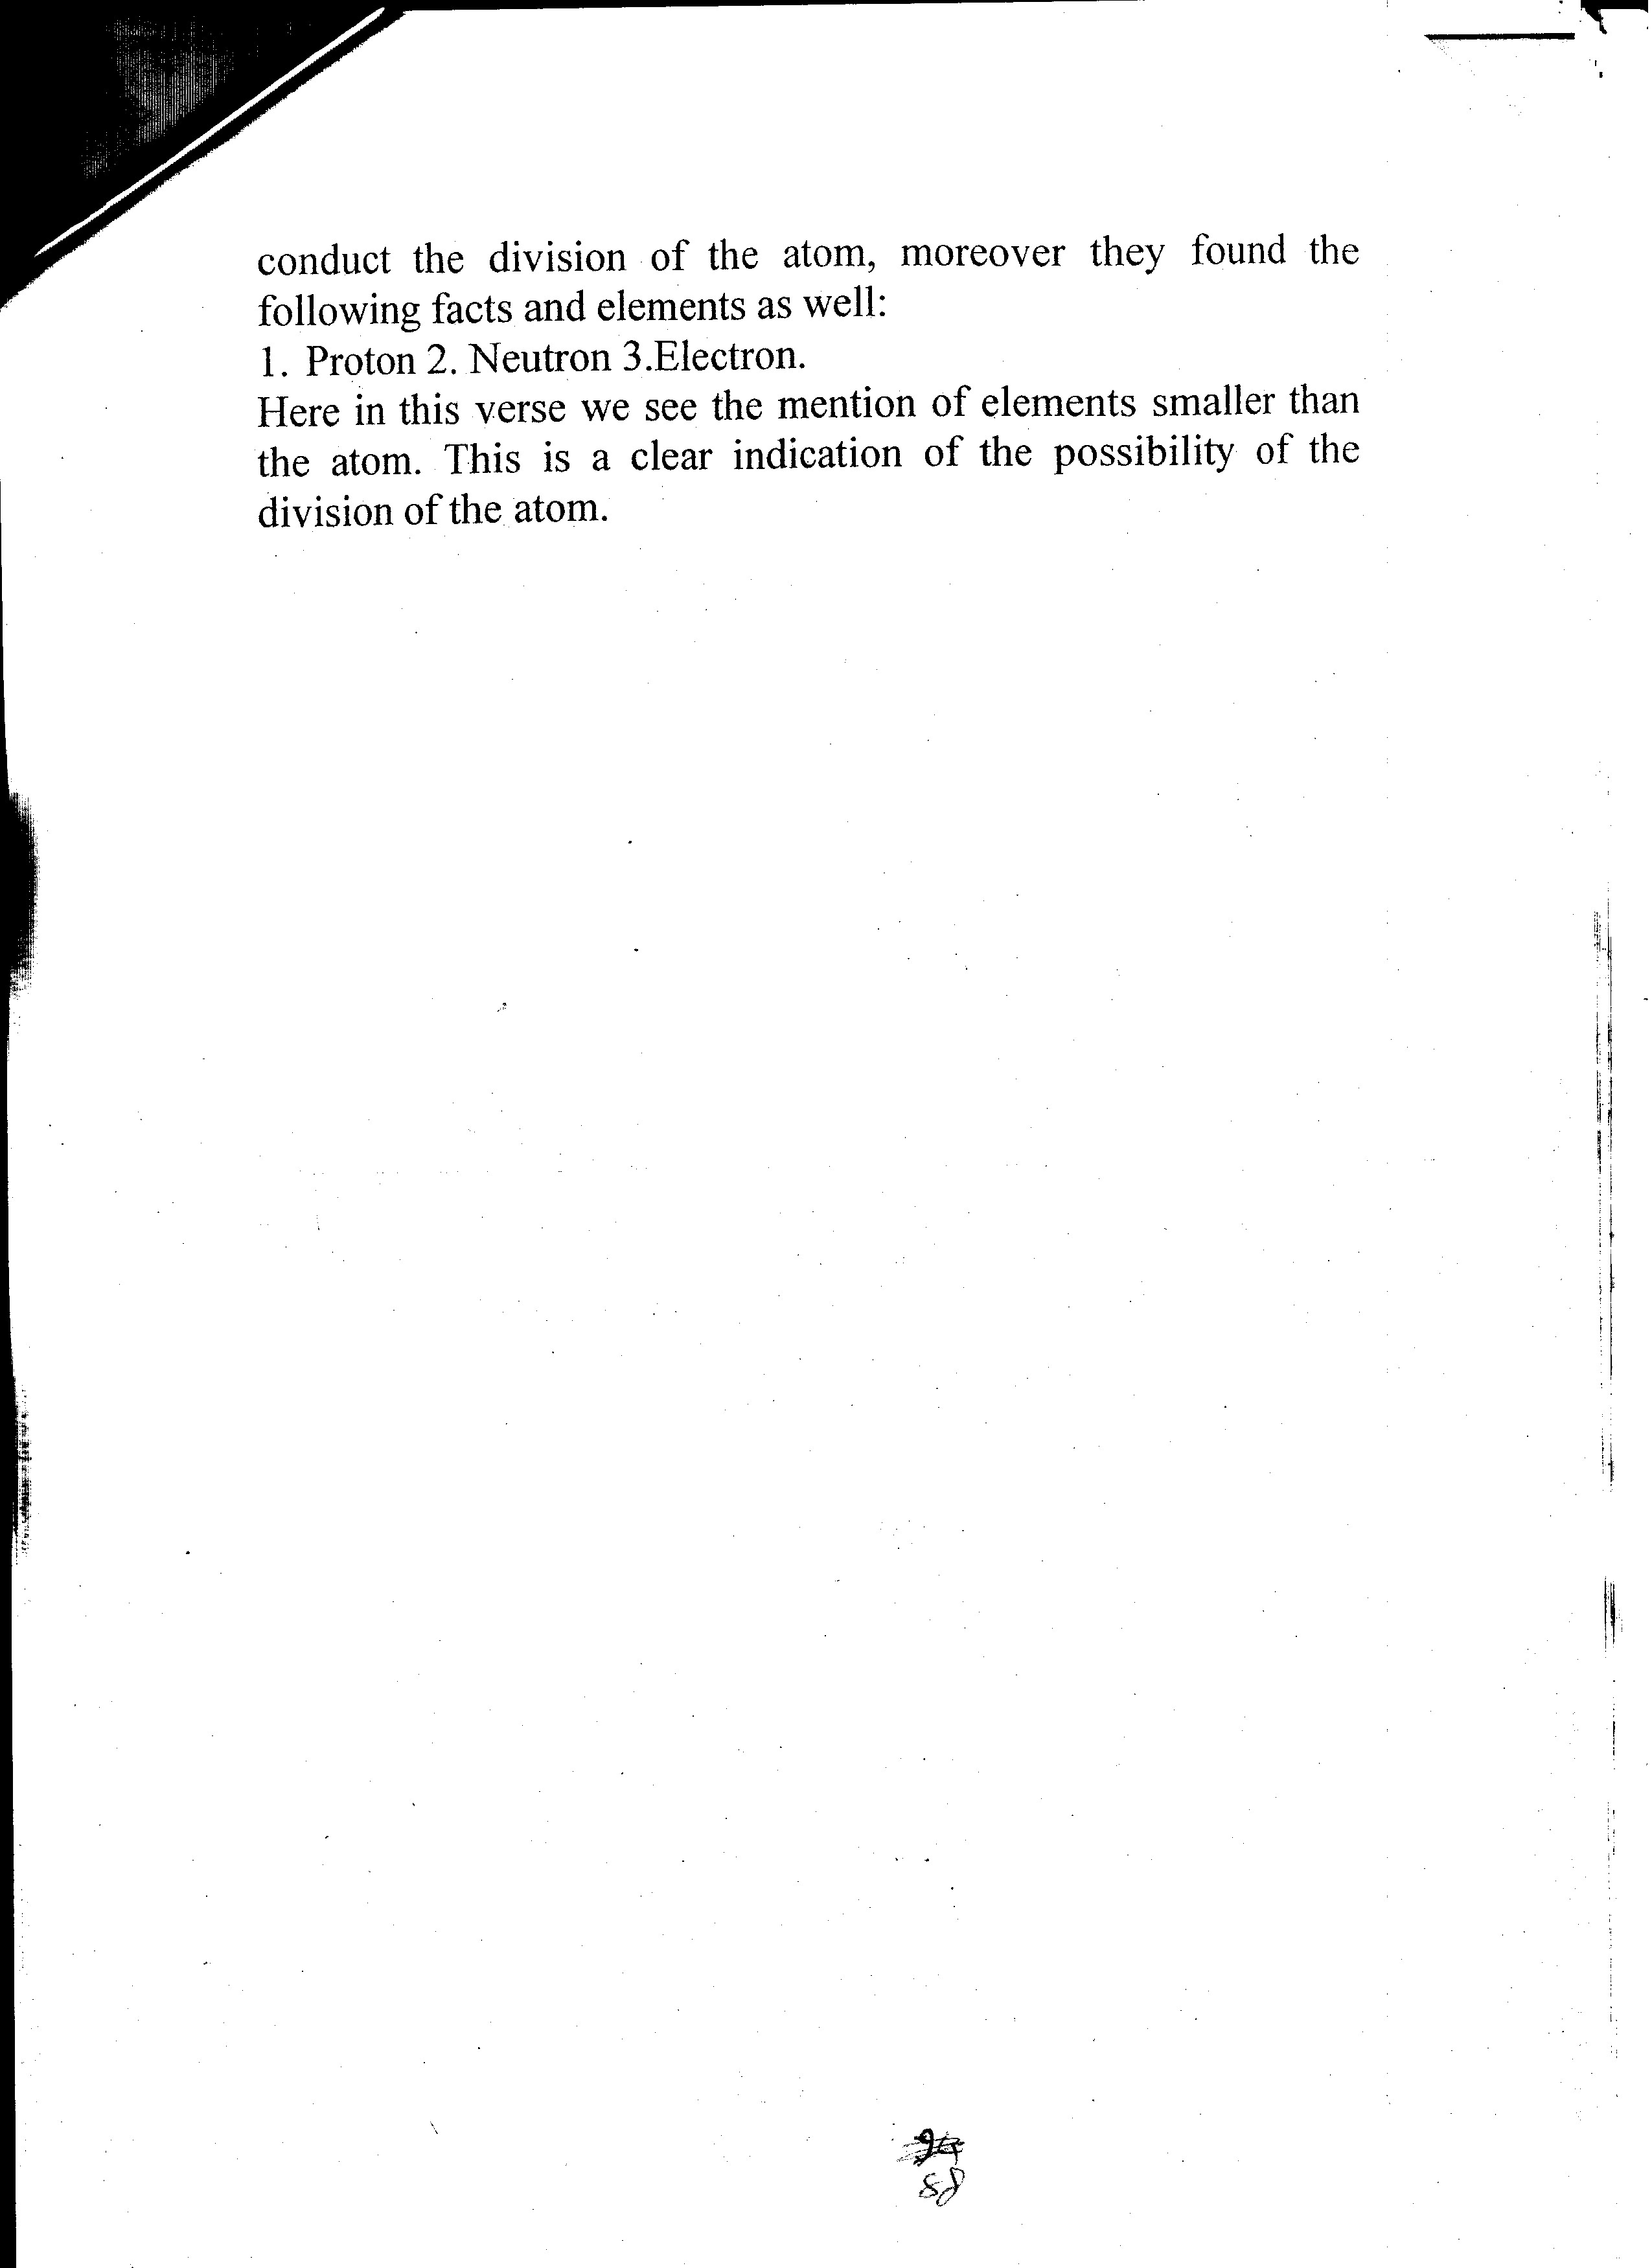 conduct the division of the atom, moreover they found the
following facts and elements as well:
1. Proton 2. Neutron 3.Electron.
Here in this verse we see the mention of elements smaller than
the atom. This is a clear indication of the possibility of the
division of the atom.